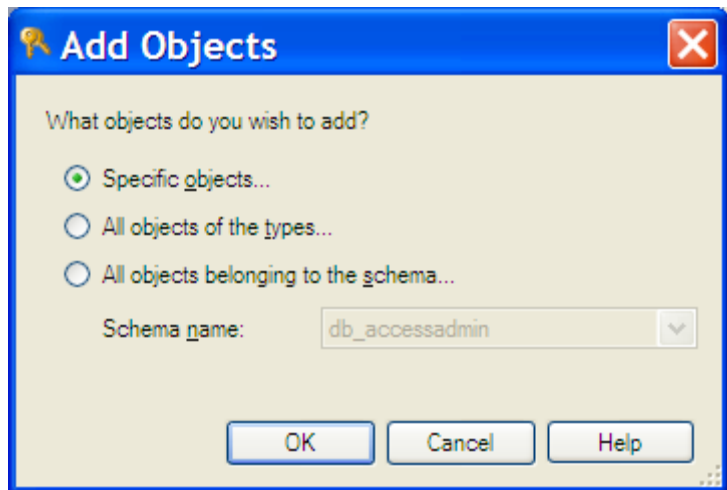 Add Objects
What objects do you wish to add?
Specific objects...
All objects of the types...
All objects belonging to the schema...
Schema name: db_accessadmin
OK Cancel Help